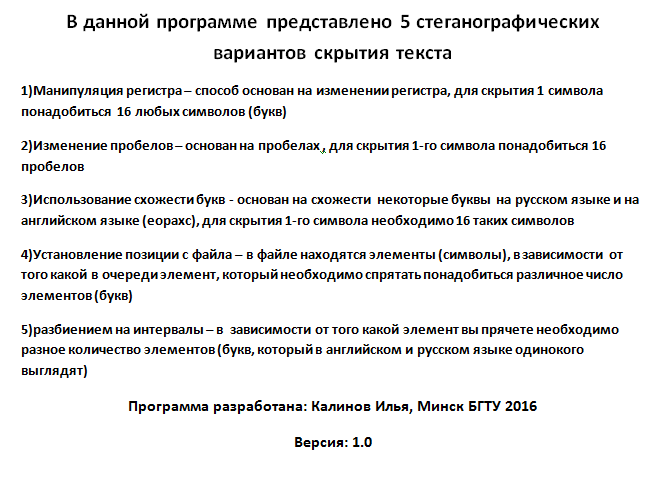 В данной программе представлено 5 стеганографических
вариантов скрытия текста
1)Манипуляция регистра – способ основан на изменении регистра, для скрытия 1 символа
понадобиться 16 любых символов (букв)
2)Изменение пробелов – основан на пробелах , для скрытия 1-го символа понадобиться 16
пробелов
3)Использование схожести букв - основан на схожести некоторые буквы на русском языке и на
английском языке (еорахс), для скрытия 1-го символа необходимо 16 таких символов
4)Установление позиции с файла – в файле находятся элементы (символы), в зависимости от
того какой в очереди элемент, который необходимо спрятать понадобиться различное число
элементов (букв)
5)разбиением на интервалы – в зависимости от того какой элемент вы прячете необходимо
разное количество элементов (букв, который в английском и русском языке одинокого
выглядят)
Программа разработана: Калинов Илья, Минск БГТУ 2016
Версия: 1.0